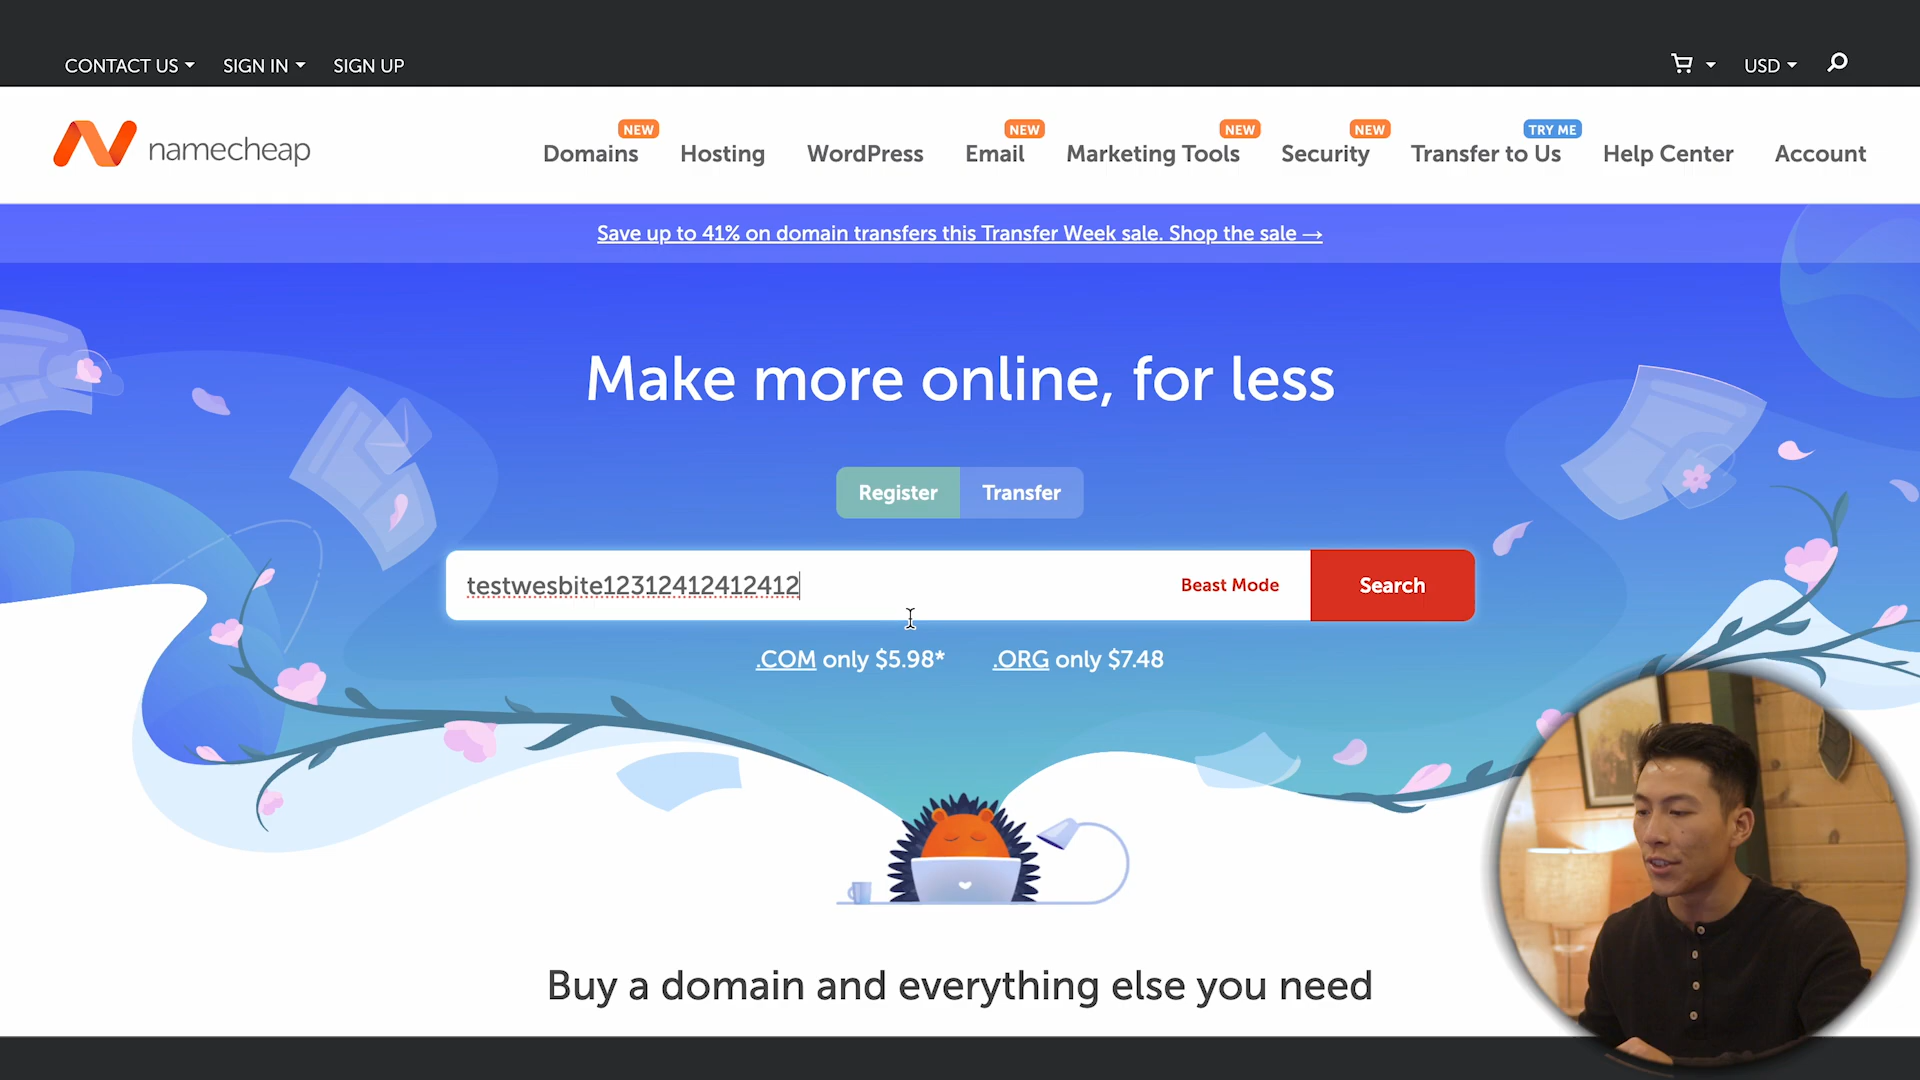 CONTACT US SIGN IN SIGN UP USD
namecheap
NEW NEW NEW NEW TRY ME
Domains Hosting WordPress Email Marketing Tools Security Transfer to Us Help Center Account
Save up to 41% on domain transfers this Transfer Week sale. Shop the sale →
Make more online, for less
Register Transfer
testwesbite12312412412412 Beast Mode Search
.COM only $5.98* .ORG only $7.48
Buy a domain and everything else you need